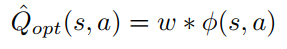 Q̂_opt(s, a) = w * ϕ(s, a)